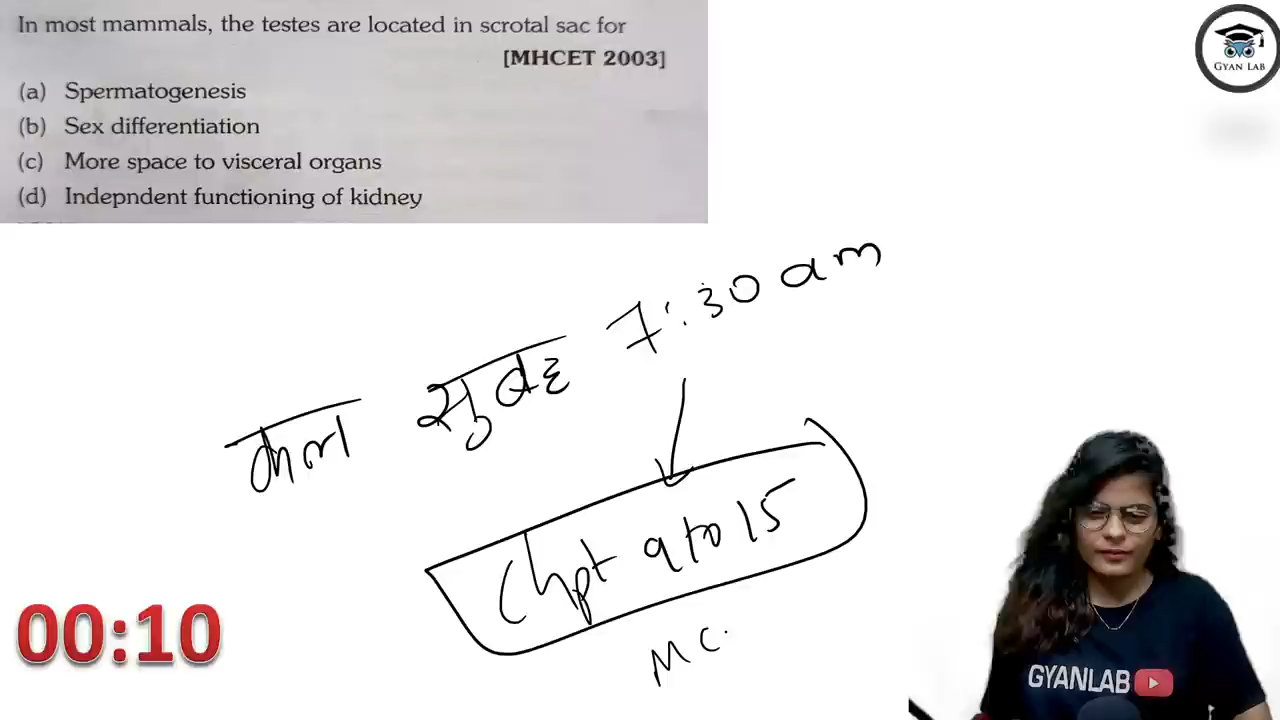 In most mammals, the testes are located in scrotal sac for
[MHCET 2003]
(a) Spermatogenesis
(b) Sex differentiation
(c) More space to visceral organs
(d) Indepndent functioning of kidney
GYAN LAB
कल सुबह 7:30 am
Chpt 9 to 15
MC
00:10
GYANLAB